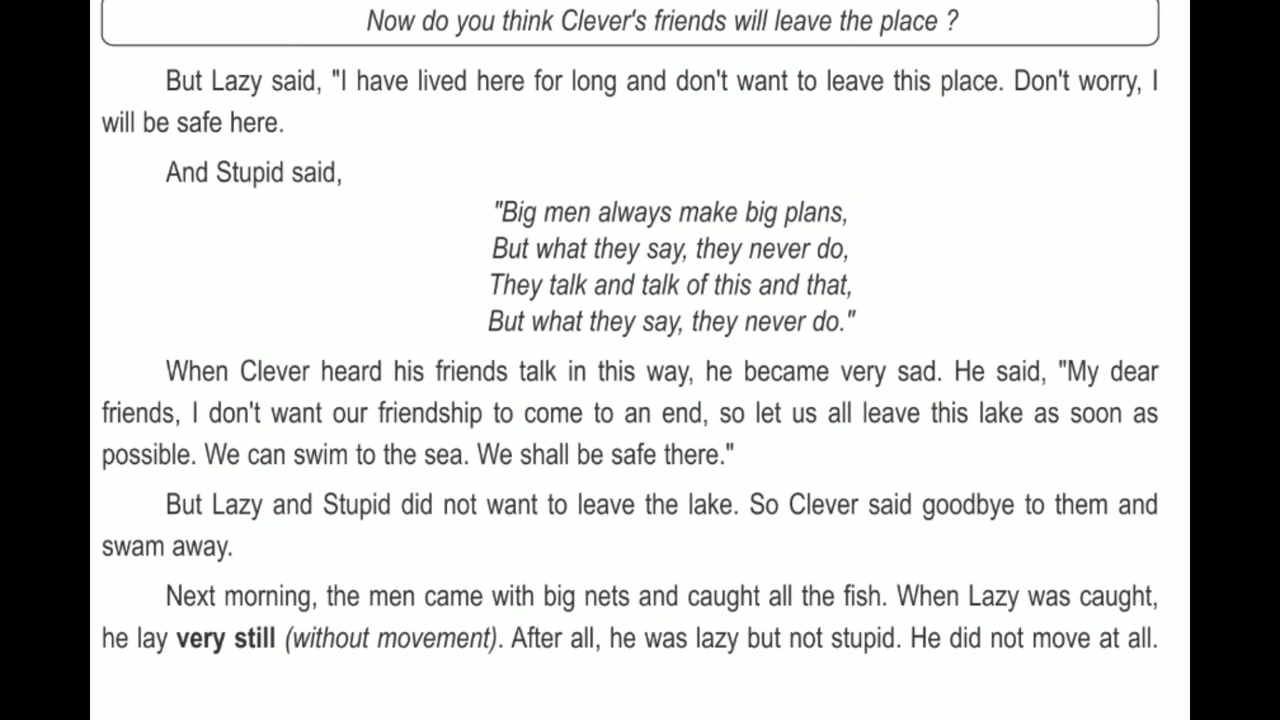 Now do you think Clever's friends will leave the place ?
But Lazy said, "I have lived here for long and don't want to leave this place. Don't worry, I
will be safe here.
And Stupid said,
"Big men always make big plans,
But what they say, they never do,
They talk and talk of this and that,
But what they say, they never do."
When Clever heard his friends talk in this way, he became very sad. He said, "My dear
friends, I don't want our friendship to come to an end, so let us all leave this lake as soon as
possible. We can swim to the sea. We shall be safe there."
But Lazy and Stupid did not want to leave the lake. So Clever said goodbye to them and
swam away.
Next morning, the men came with big nets and caught all the fish. When Lazy was caught,
he lay very still (without movement). After all, he was lazy but not stupid. He did not move at all.